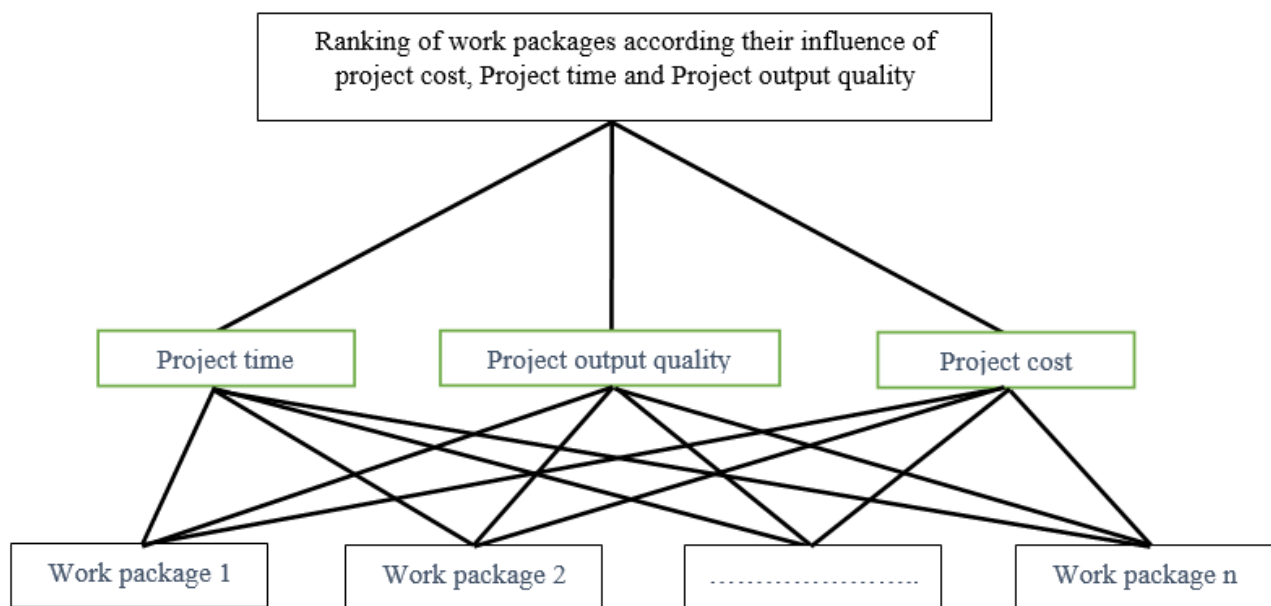 Ranking of work packages according their influence of
project cost, Project time and Project output quality
Project time
Project output quality
Project cost
Work package 1
Work package 2
…………………..
Work package n